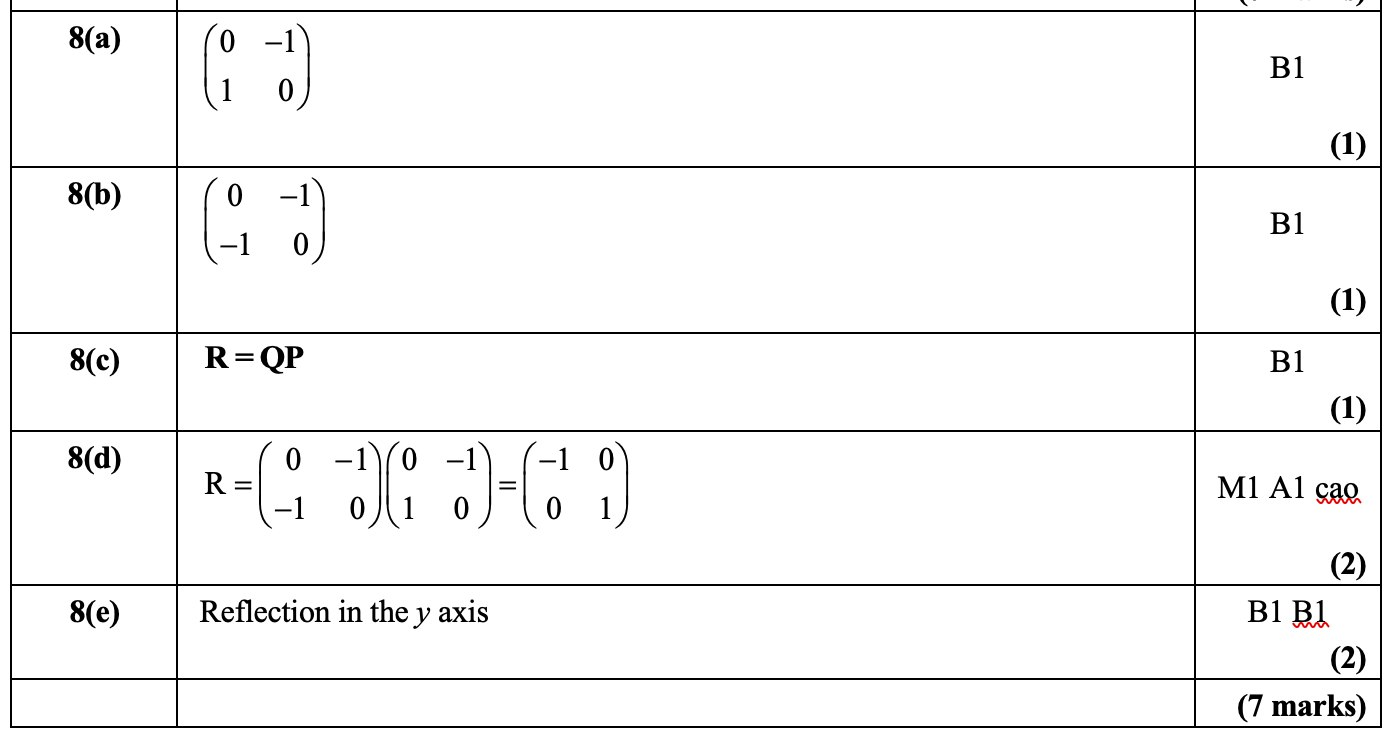 8(a)
(0 –1
1 0)
B1
(1)
8(b)
(0 –1
–1 0)
B1
(1)
8(c) R = QP B1
(1)
8(d)
R = (0 –1
–1 0)(0 –1
1 0) = (–1 0
0 1)
M1 A1 cao
(2)
8(e) Reflection in the y axis B1 B1
(2)
(7 marks)